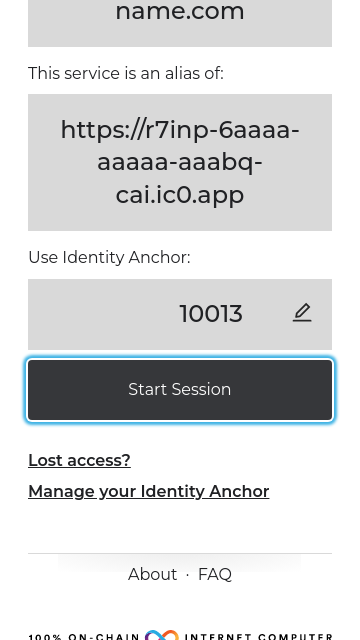 name.com
This service is an alias of:
https://r7inp-6aaaa-
aaaaa-aaabq-
cai.ic0.app
Use Identity Anchor:
10013
Start Session
Lost access?
Manage your Identity Anchor
About · FAQ
100% ON-CHAIN INTERNET COMPUTER